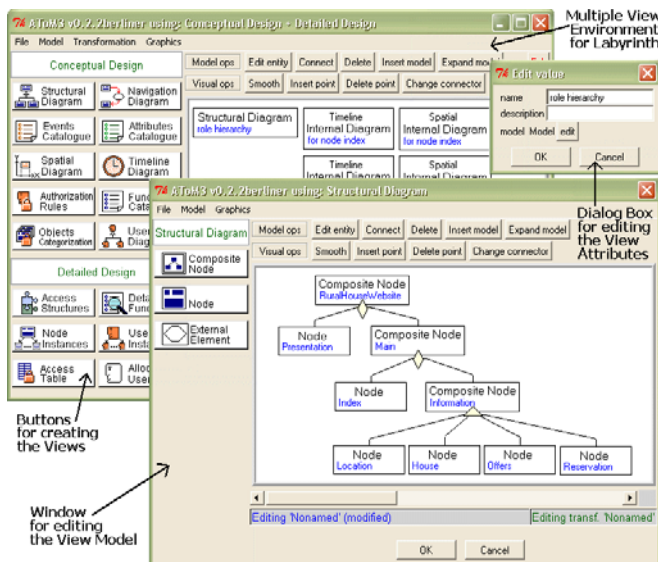 AToM3 v0.2.2berliner using: Conceptual Design - Detailed Design
Multiple View
Environment
for Labyrinth
File Model Transformation Graphics
Conceptual Design
Model ops Edit entity Connect Delete Insert model Expand
Visual ops Smooth Insert point Delete point Change connector
Structural Diagram
Navigation Diagram
Events Catalogue
Attributes Catalogue
Spatial Diagram
Timeline Diagram
Authorization Rules
Objects Categorization
Detailed Design
Access Structures
Node Instances
Access Table
Structural Diagram
role hierarchy
Timeline
Internal Diagram
for node index
Spatial
Internal Diagram
for node index
Timeline
Internal Diagram
Spatial
Internal Diagram
Edit value
name role hierarchy
description
model Model edit
OK Cancel
Dialog Box
for editing
the View
Attributes
AToM3 v0.2.2berliner using: Structural Diagram
File Model Graphics
Structural Diagram
Composite Node
Node
External Element
Model ops Edit entity Connect Delete Insert model Expand model
Visual ops Smooth Insert point Delete point Change connector
Composite Node
RuralHouseWebsite
Node
Presentation
Composite Node
Main
Node
Index
Composite Node
Information
Node
Location
Node
House
Node
Offers
Node
Reservation
Editing 'Nonamed' (modified)
Editing transf. 'Nonamed'
OK Cancel
Buttons
for creating
the Views
Window
for editing
the View Model